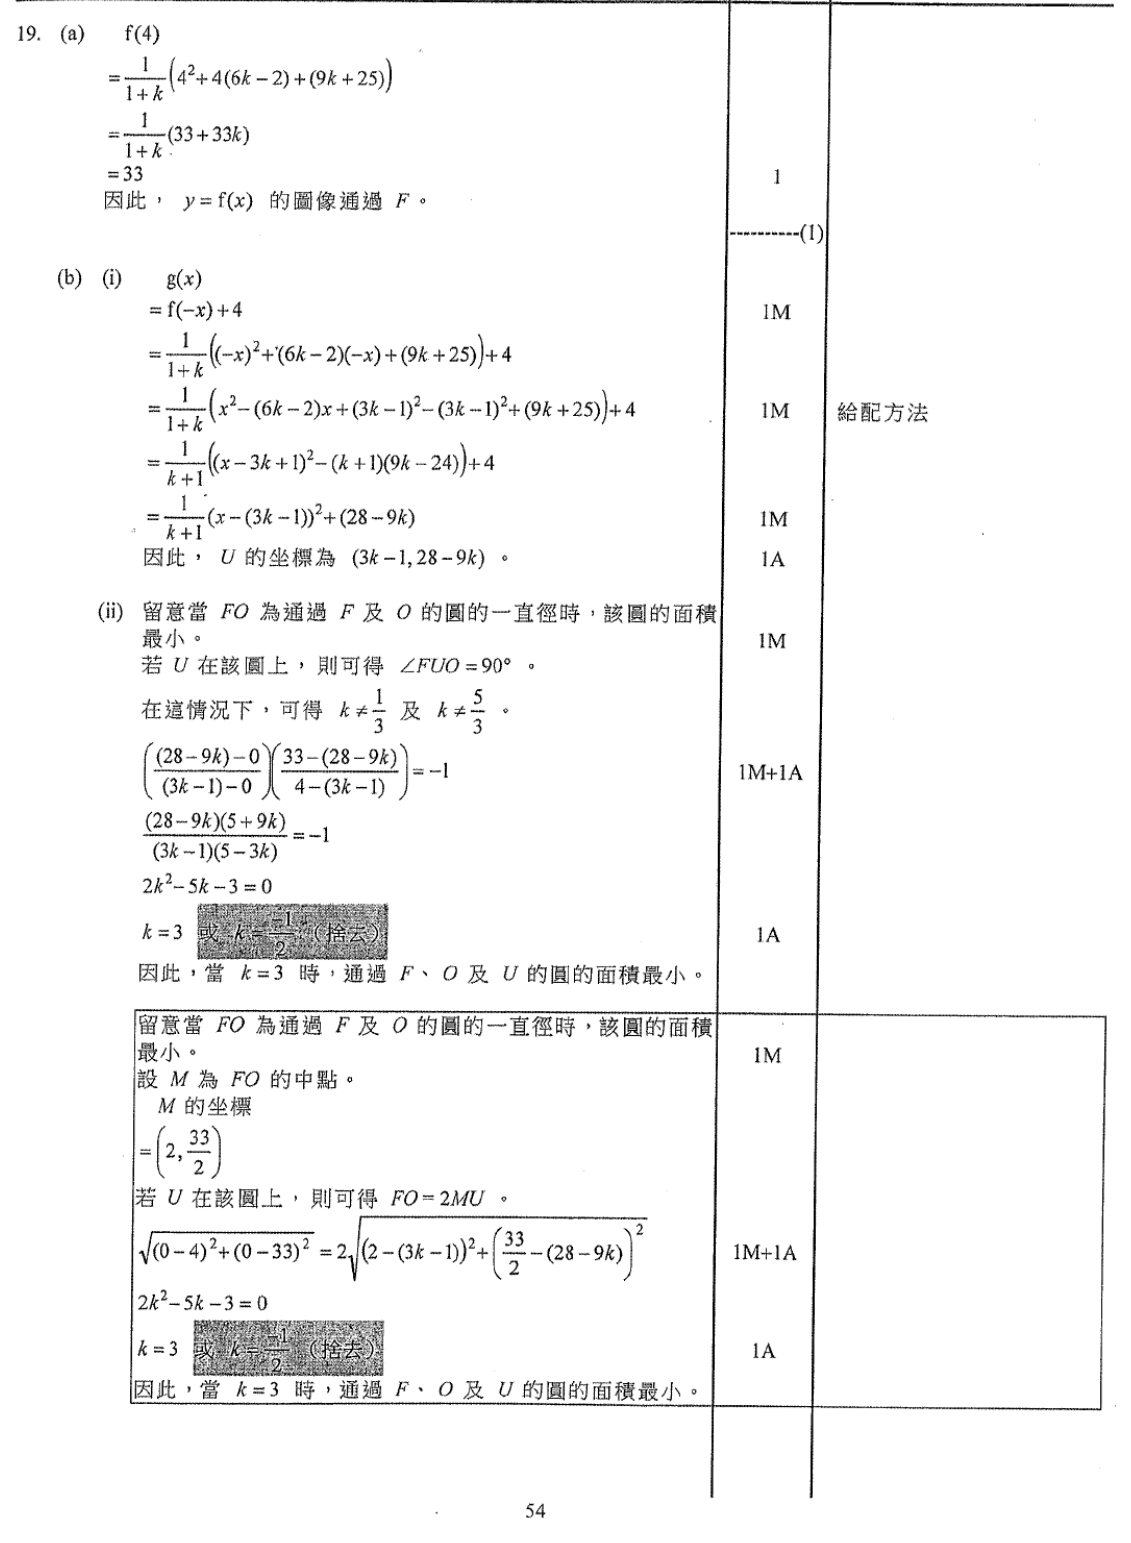 19. (a) f(4)
= 1/(1+k) (4²+4(6k−2)+(9k+25))
= 1/(1+k) (33+33k)
=33 1
因此， y=f(x) 的圖像通過 F。
----------(1)
(b) (i) g(x)
=f(−x)+4 1M
= 1/(1+k) ((−x)²+(6k−2)(−x)+(9k+25))+4
= 1/(1+k) (x²−(6k−2)x+(3k−1)²−(3k−1)²+(9k+25))+4 1M 給配方法
= 1/(k+1) ((x−3k+1)²−(k+1)(9k−24))+4
= 1/(k+1) (x−(3k−1))²+(28−9k) 1M
因此， U 的坐標為 (3k−1,28−9k) 。 1A
(ii) 留意當 FO 為通過 F 及 O 的圓的一直徑時，該圓的面積
最小。 1M
若 U 在該圓上， 則可得 ∠FUO=90° 。
在這情況下，可得 k≠1/3 及 k≠5/3 。
(((28−9k)−0)/((3k−1)−0))((33−(28−9k))/(4−(3k−1)))=−1 1M+1A
((28−9k)(5+9k))/((3k−1)(5−3k))=−1
2k²−5k−3=0
k=3 或 k=−1/2 (捨去) 1A
因此，當 k=3 時，通過 F、O 及 U 的圓的面積最小。
留意當 FO 為通過 F 及 O 的圓的一直徑時，該圓的面積
最小。 1M
設 M 為 FO 的中點。
M 的坐標
=(2, 33/2)
若 U 在該圓上， 則可得 FO=2MU 。
√((0−4)²+(0−33)²)=2√((2−(3k−1))²+(33/2−(28−9k))²) 1M+1A
2k²−5k−3=0
k=3 或 k=−1/2 (捨去) 1A
因此，當 k=3 時，通過 F、O 及 U 的圓的面積最小。
54